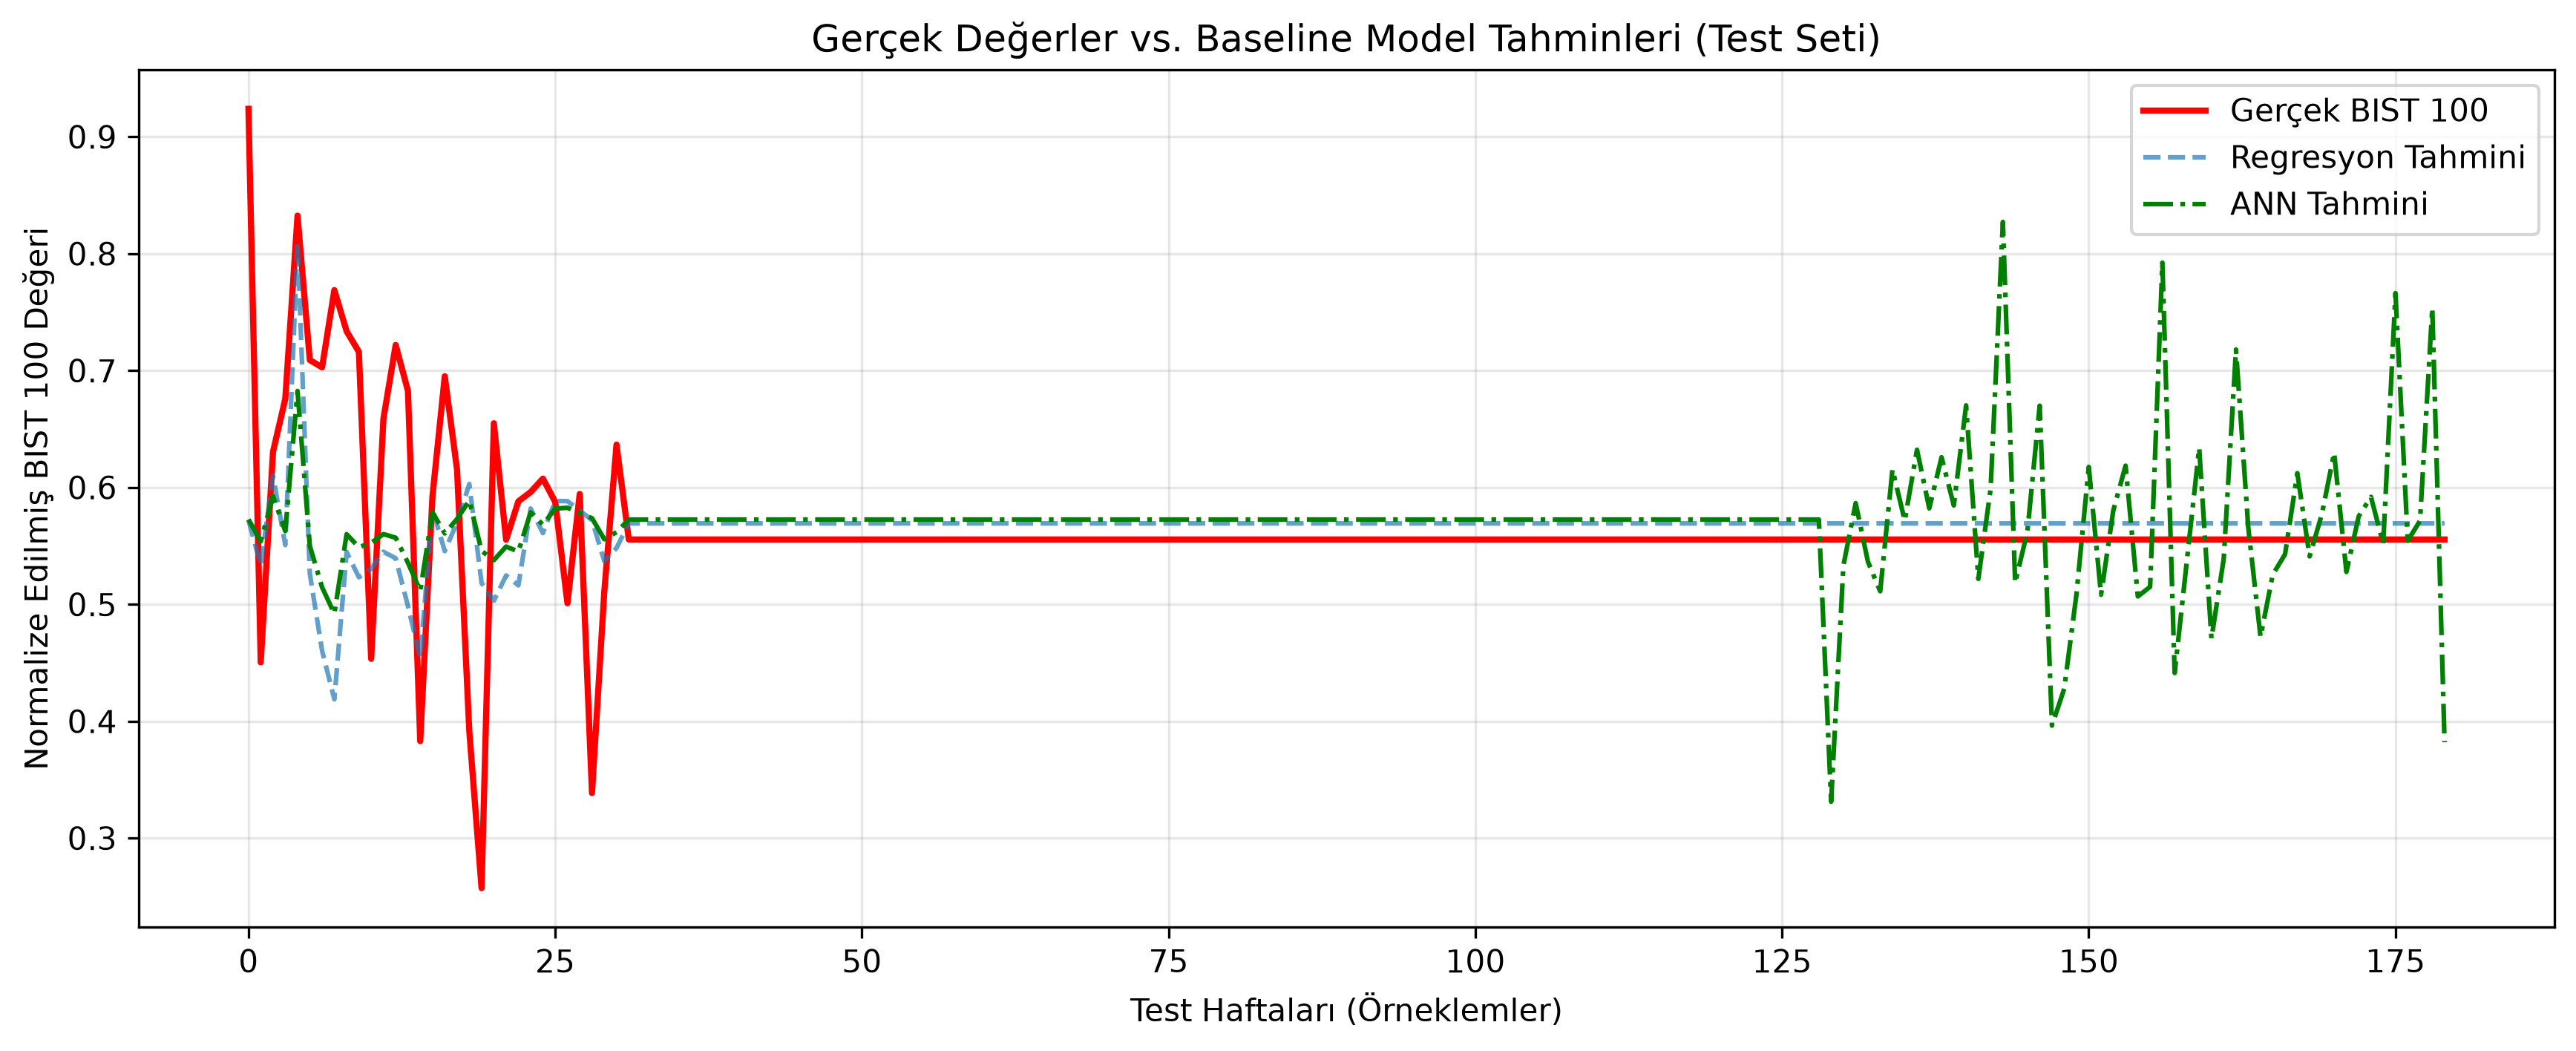 Gerçek Değerler vs. Baseline Model Tahminleri (Test Seti)
Gerçek BIST 100
Regresyon Tahmini
ANN Tahmini
Normalize Edilmiş BIST 100 Değeri
0.9
0.8
0.7
0.6
0.5
0.4
0.3
0 25 50 75 100 125 150 175
Test Haftaları (Örneklemler)